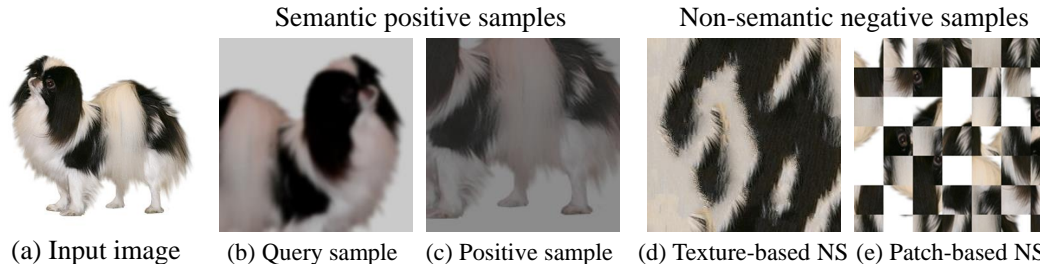 Semantic positive samples
Non-semantic negative samples
(a) Input image
(b) Query sample
(c) Positive sample
(d) Texture-based NS
(e) Patch-based NS